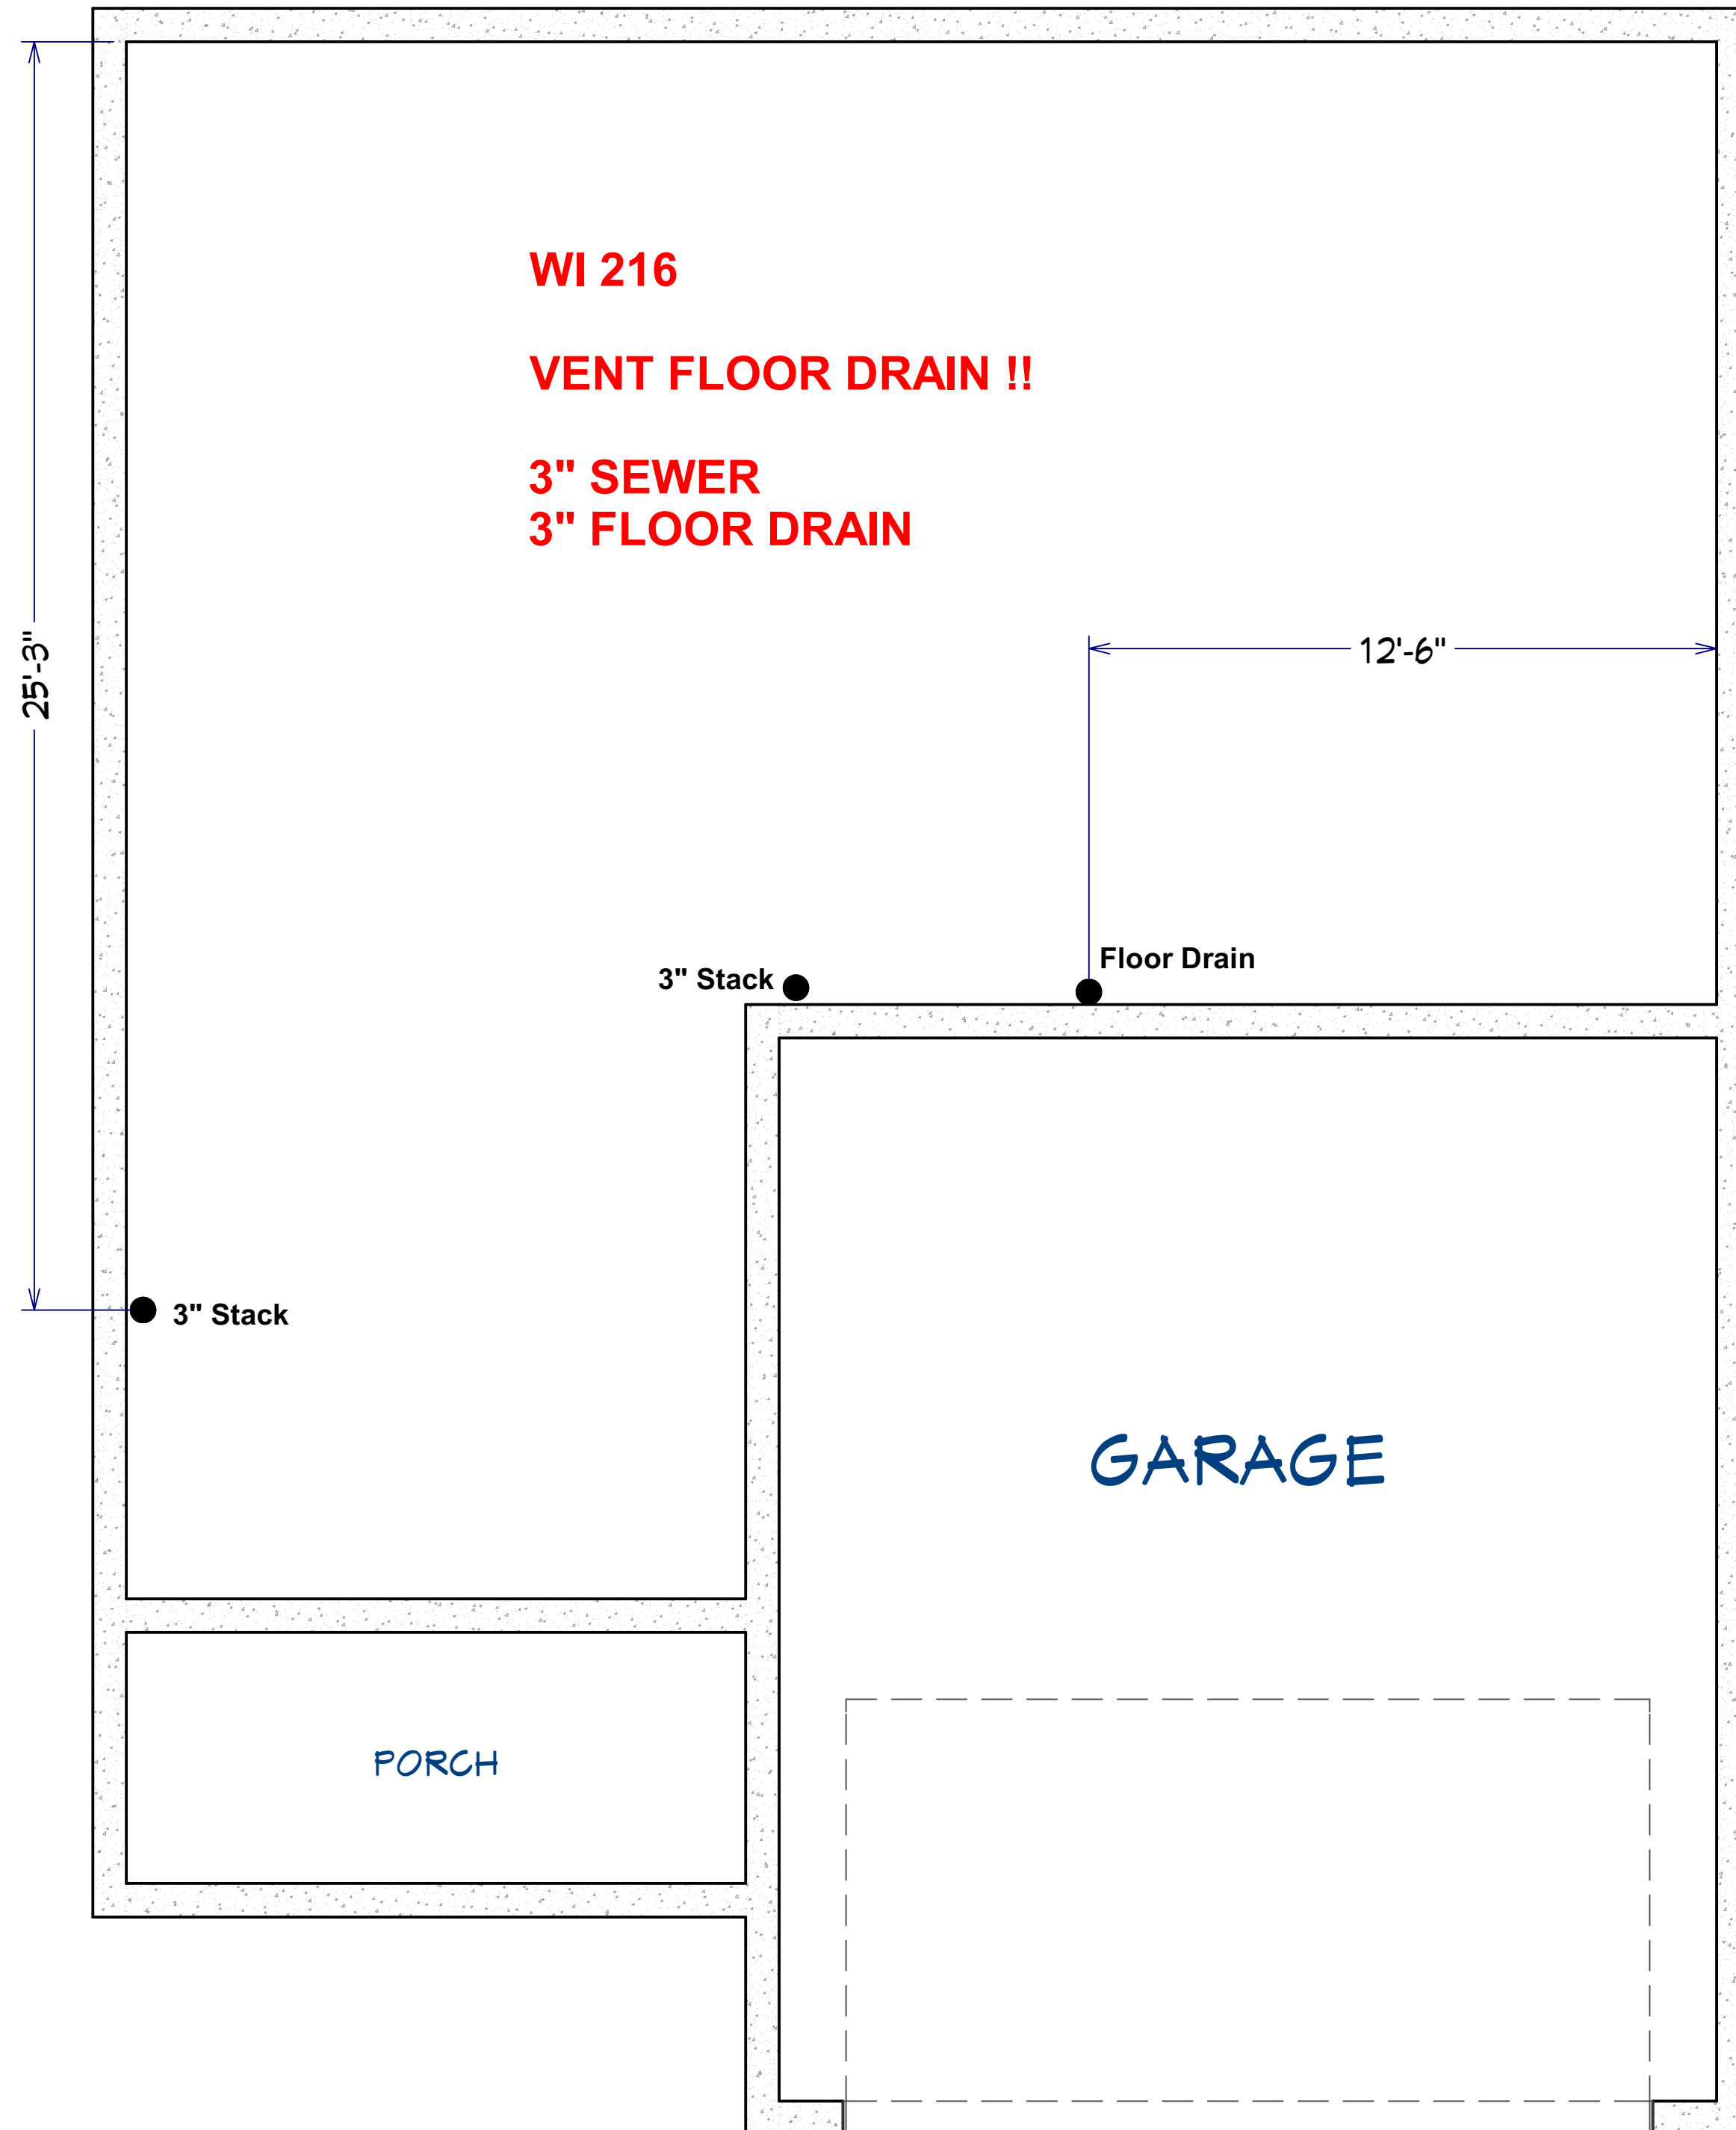 WI 216
VENT FLOOR DRAIN !!
3" SEWER
3" FLOOR DRAIN
25'-3"
12'-6"
Floor Drain
3" Stack
3" Stack
GARAGE
PORCH